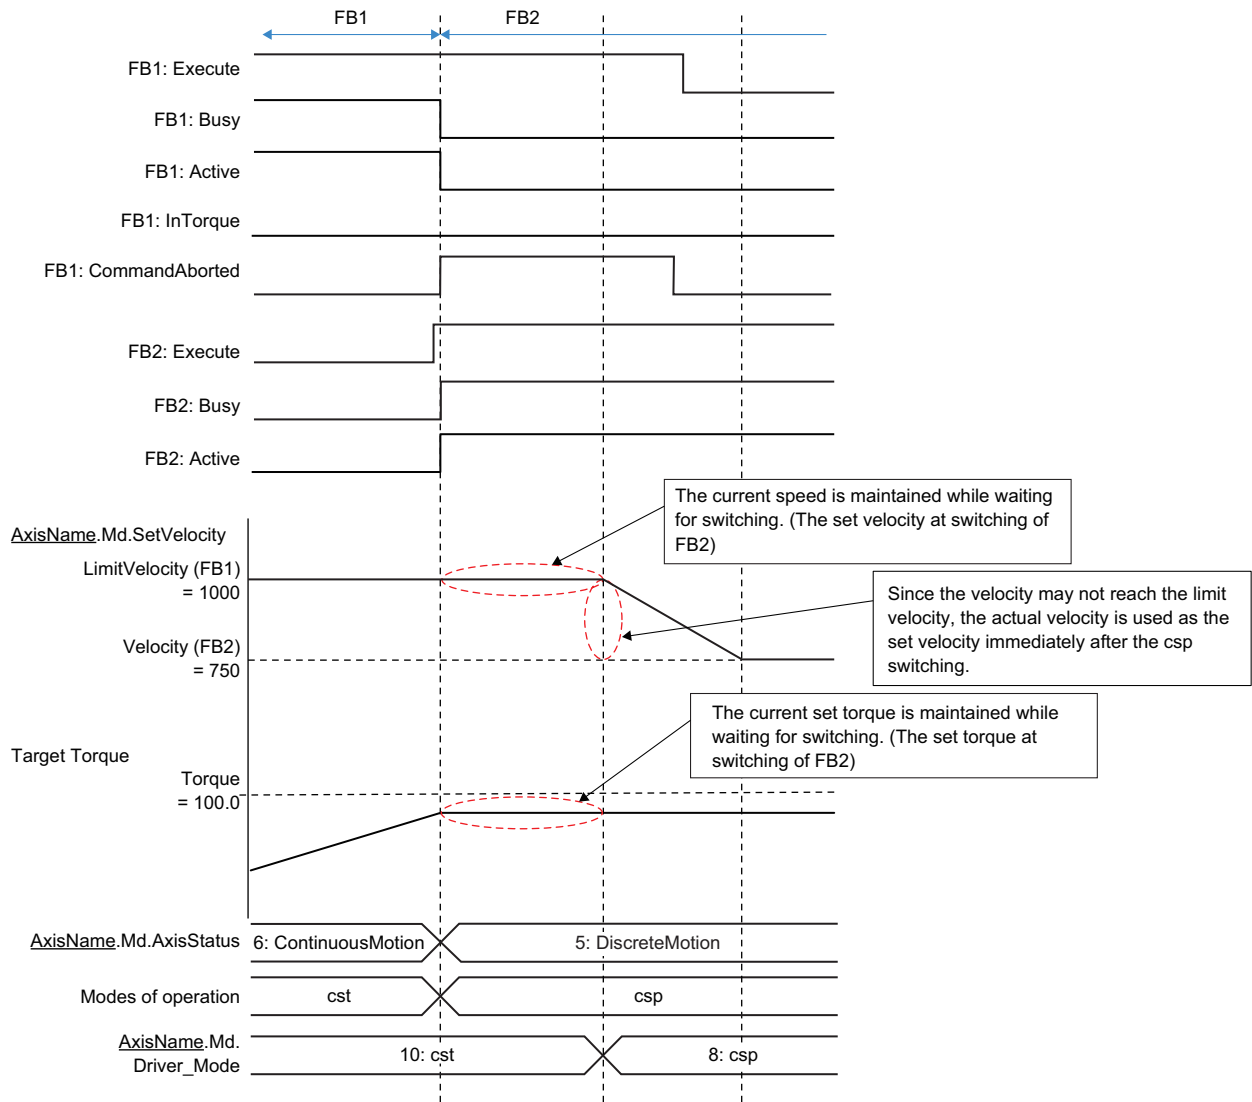 FB1
FB2
FB1: Execute
FB1: Busy
FB1: Active
FB1: InTorque
FB1: CommandAborted
FB2: Execute
FB2: Busy
FB2: Active
The current speed is maintained while waiting
for switching. (The set velocity at switching of
FB2)
AxisName.Md.SetVelocity
LimitVelocity (FB1)
= 1000
Since the velocity may not reach the limit
velocity, the actual velocity is used as the
set velocity immediately after the csp
switching.
Velocity (FB2)
= 750
The current set torque is maintained while
waiting for switching. (The set torque at
switching of FB2)
Target Torque
Torque
= 100.0
AxisName.Md.AxisStatus
6: ContinuousMotion
5: DiscreteMotion
Modes of operation
cst
csp
AxisName.Md.
Driver_Mode
10: cst
8: csp